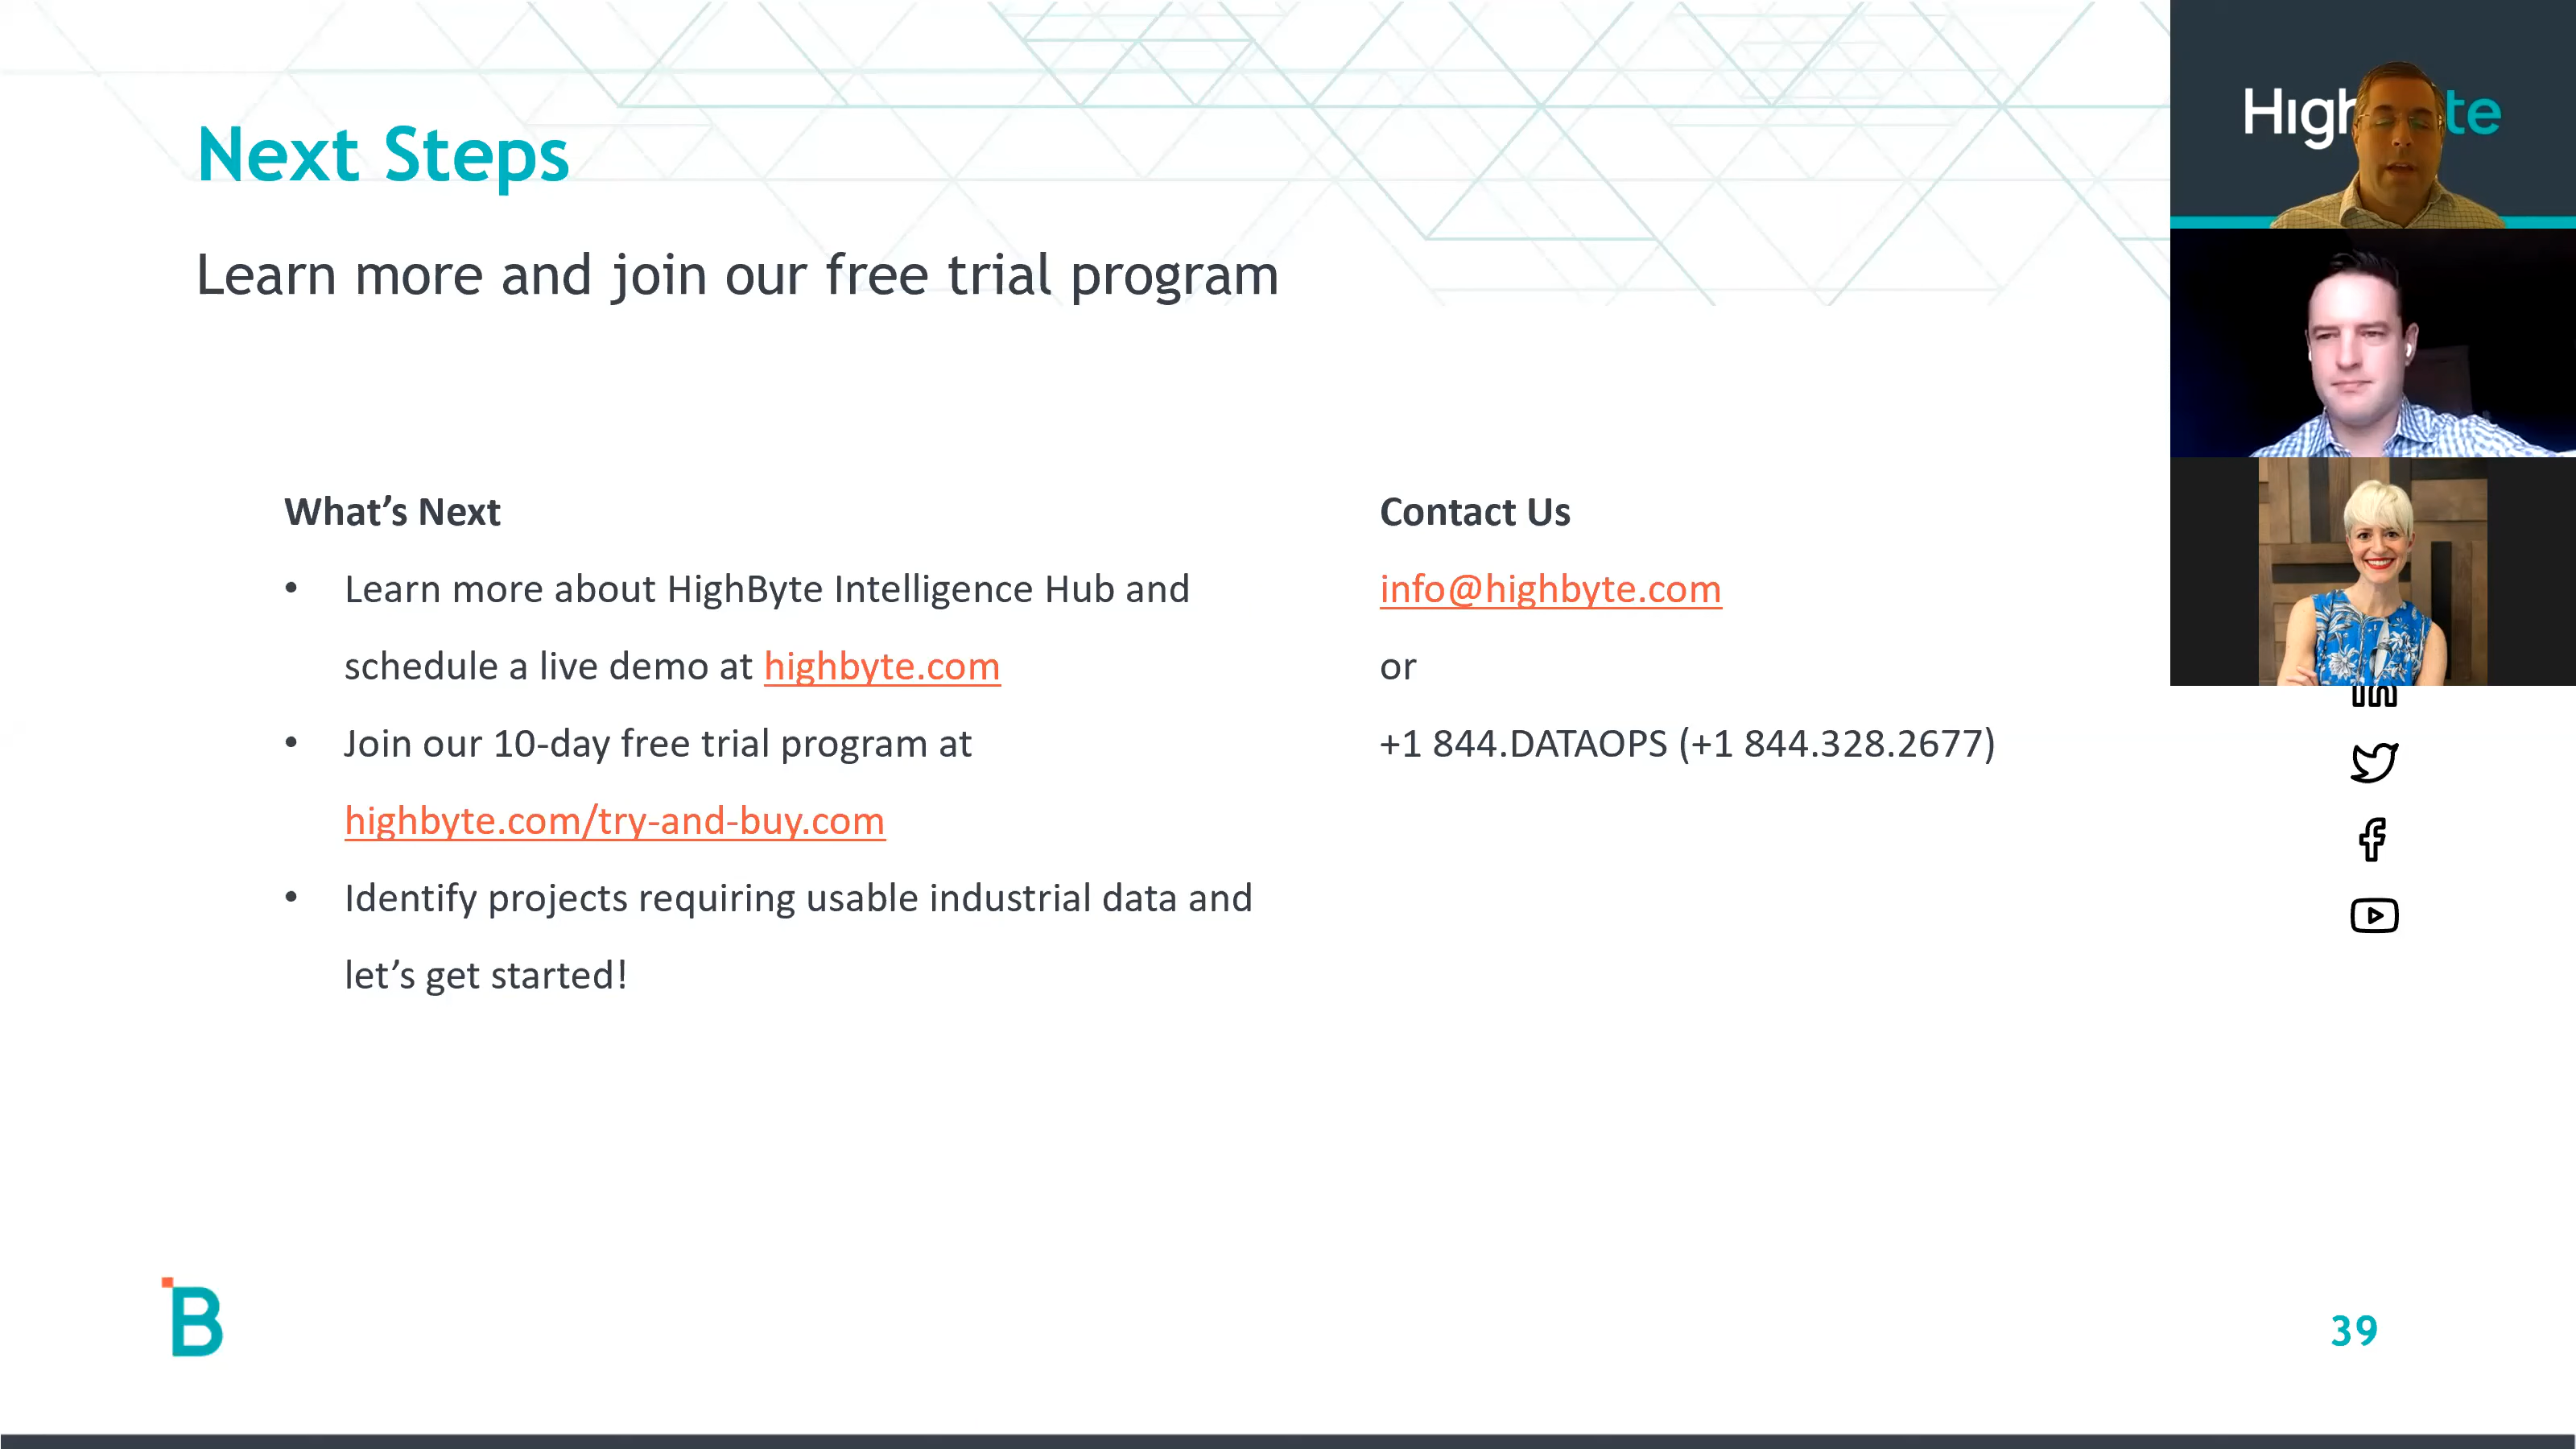 Next Steps
Learn more and join our free trial program
What’s Next
• Learn more about HighByte Intelligence Hub and
schedule a live demo at highbyte.com
• Join our 10-day free trial program at
highbyte.com/try-and-buy.com
• Identify projects requiring usable industrial data and
let’s get started!
Contact Us
info@highbyte.com
or
+1 844.DATAOPS (+1 844.328.2677)
B
39